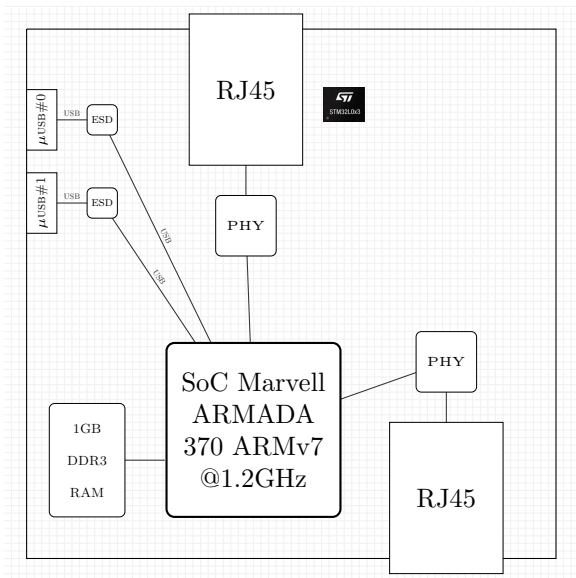 RJ45
ST
STM32L0x3
μUSB#0
USB
ESD
μUSB#1
USB
ESD
PHY
USB
USB
PHY
SoC Marvell
ARMADA
370 ARMv7
@1.2GHz
1GB
DDR3
RAM
RJ45